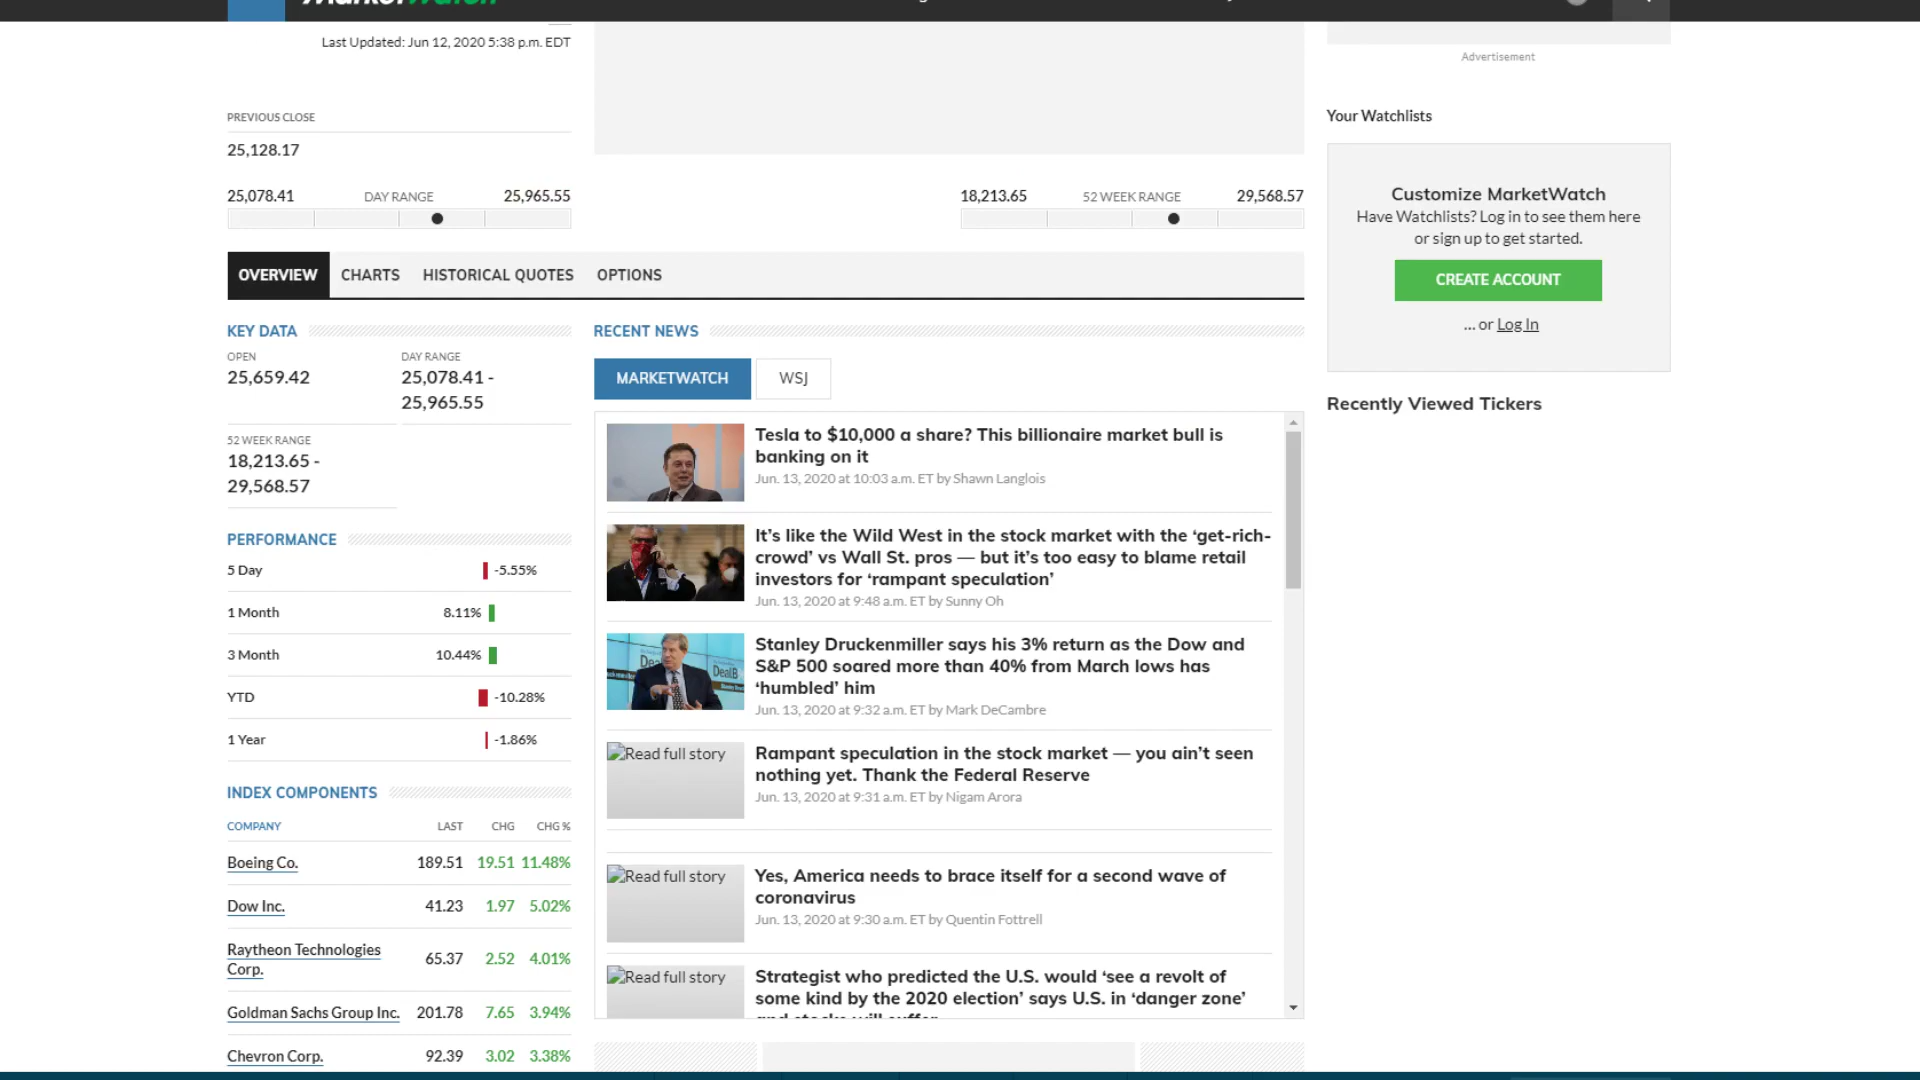 MarketWatch
Last Updated: Jun 12, 2020 5:38 p.m. EDT
Advertisement
PREVIOUS CLOSE
25,128.17
25,078.41 DAY RANGE 25,965.55
18,213.65 52 WEEK RANGE 29,568.57
Your Watchlists
Customize MarketWatch
Have Watchlists? Log in to see them here
or sign up to get started.
CREATE ACCOUNT
... or Log In
Recently Viewed Tickers
OVERVIEW CHARTS HISTORICAL QUOTES OPTIONS
KEY DATA
OPEN
25,659.42
DAY RANGE
25,078.41 -
25,965.55
52 WEEK RANGE
18,213.65 -
29,568.57
PERFORMANCE
5 Day -5.55%
1 Month 8.11%
3 Month 10.44%
YTD -10.28%
1 Year -1.86%
INDEX COMPONENTS
COMPANY LAST CHG CHG %
Boeing Co. 189.51 19.51 11.48%
Dow Inc. 41.23 1.97 5.02%
Raytheon Technologies
Corp. 65.37 2.52 4.01%
Goldman Sachs Group Inc. 201.78 7.65 3.94%
Chevron Corp. 92.39 3.02 3.38%
RECENT NEWS
MARKETWATCH WSJ
Tesla to $10,000 a share? This billionaire market bull is
banking on it
Jun. 13, 2020 at 10:03 a.m. ET by Shawn Langlois
It’s like the Wild West in the stock market with the ‘get-rich-
crowd’ vs Wall St. pros — but it’s too easy to blame retail
investors for ‘rampant speculation’
Jun. 13, 2020 at 9:48 a.m. ET by Sunny Oh
DealB
Stanley Druckenmiller says his 3% return as the Dow and
S&P 500 soared more than 40% from March lows has
‘humbled’ him
Jun. 13, 2020 at 9:32 a.m. ET by Mark DeCambre
Read full story
Rampant speculation in the stock market — you ain’t seen
nothing yet. Thank the Federal Reserve
Jun. 13, 2020 at 9:31 a.m. ET by Nigam Arora
Read full story
Yes, America needs to brace itself for a second wave of
coronavirus
Jun. 13, 2020 at 9:30 a.m. ET by Quentin Fottrell
Read full story
Strategist who predicted the U.S. would ‘see a revolt of
some kind by the 2020 election’ says U.S. in ‘danger zone’
and stocks will suffer